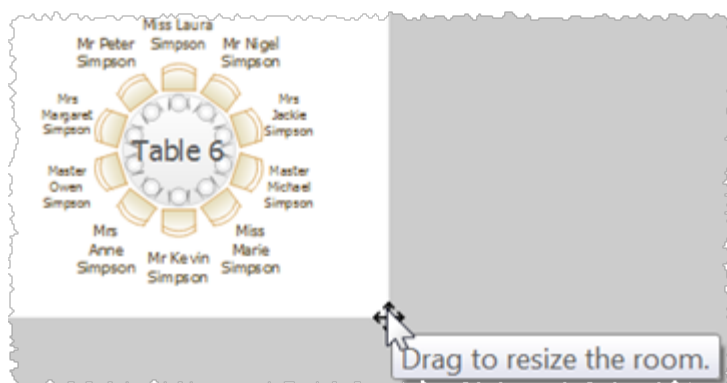 Miss Laura
Simpson
Mr Peter
Simpson
Mr Nigel
Simpson
Mrs
Margaret
Simpson
Mrs
Jackie
Simpson
Table 6
Master
Owen
Simpson
Master
Michael
Simpson
Mrs
Anne
Simpson
Mr Kevin
Simpson
Miss
Marie
Simpson
Drag to resize the room.